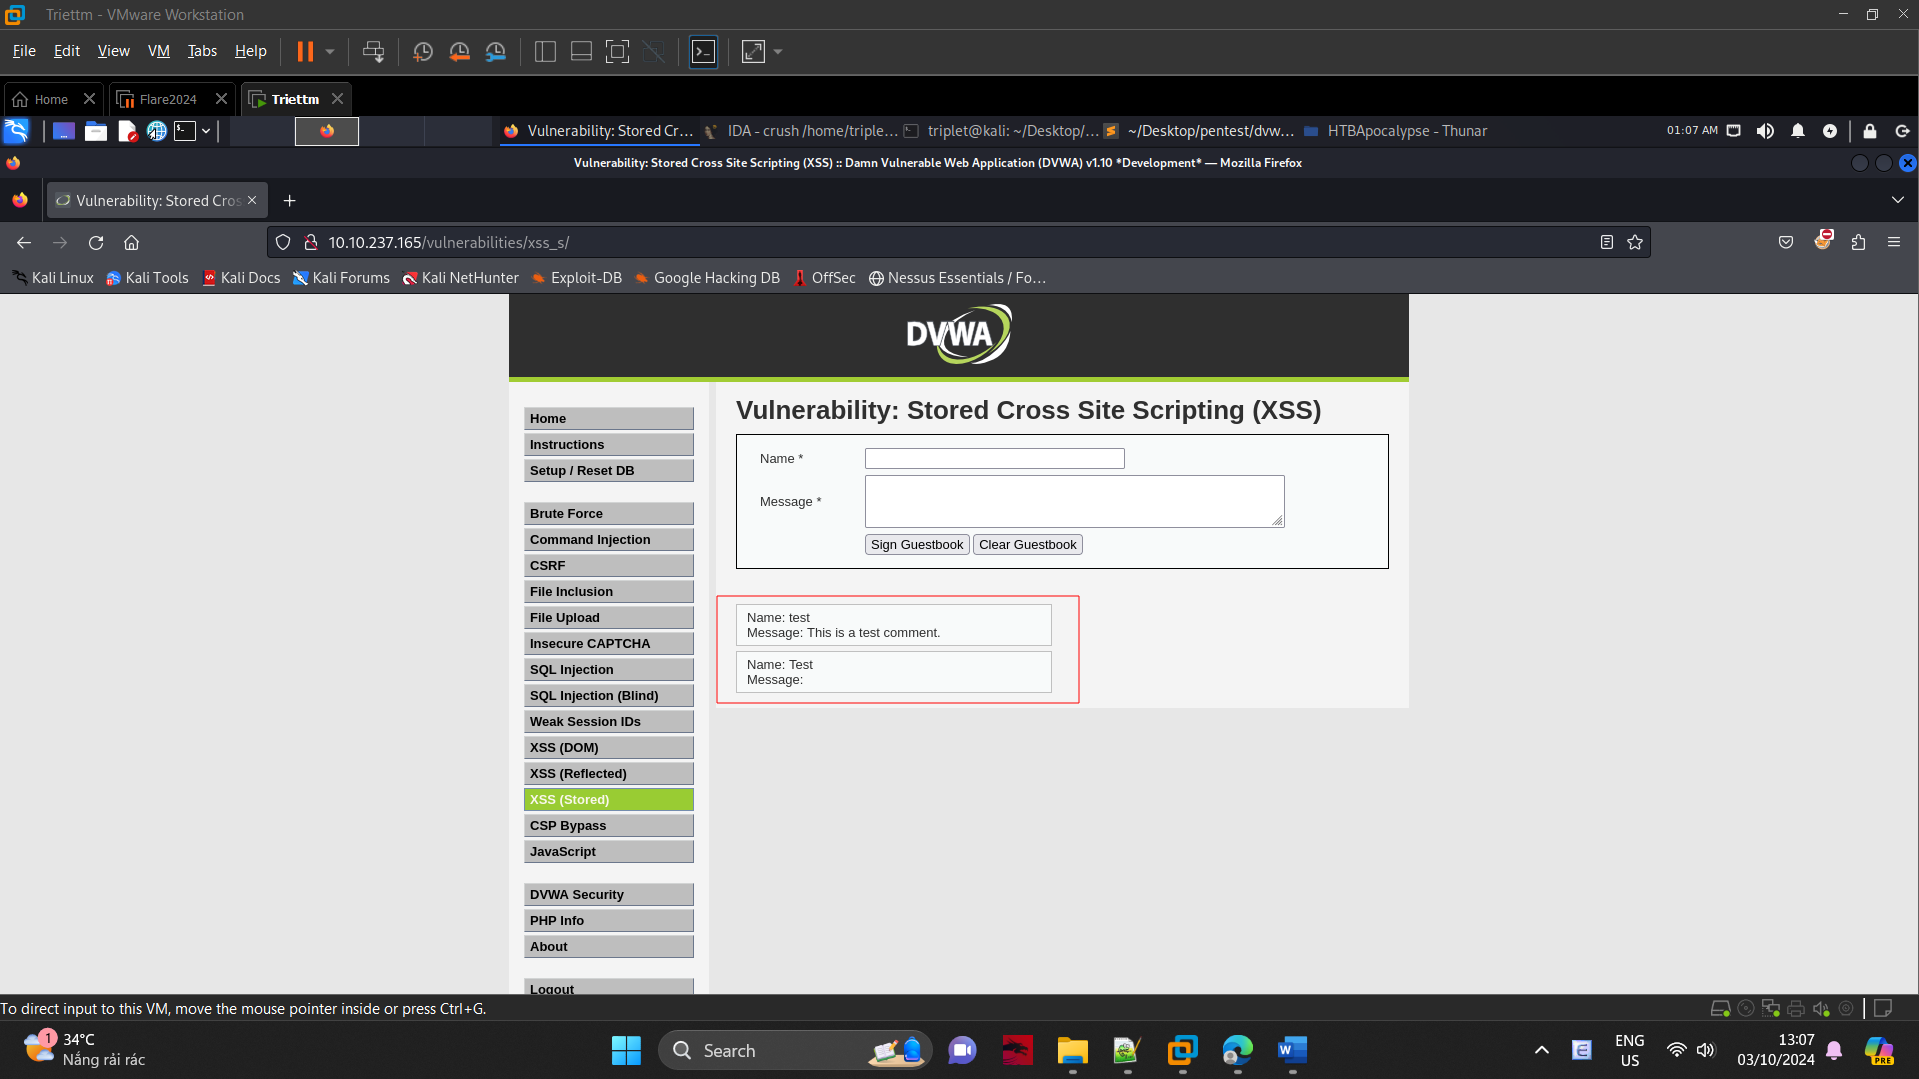 Triettm - VMware Workstation
File Edit View VM Tabs Help
Home Flare2024 Triettm
Vulnerability: Stored Cr... IDA - crush /home/triple... triplet@kali: ~/Desktop/... ~/Desktop/pentest/dvw... HTBApocalypse - Thunar 01:07 AM
Vulnerability: Stored Cross Site Scripting (XSS) :: Damn Vulnerable Web Application (DVWA) v1.10 *Development* — Mozilla Firefox
Vulnerability: Stored Cros
10.10.237.165/vulnerabilities/xss_s/
Kali Linux Kali Tools Kali Docs Kali Forums Kali NetHunter Exploit-DB Google Hacking DB OffSec Nessus Essentials / Fo...
DVWA
Home
Instructions
Setup / Reset DB
Brute Force
Command Injection
CSRF
File Inclusion
File Upload
Insecure CAPTCHA
SQL Injection
SQL Injection (Blind)
Weak Session IDs
XSS (DOM)
XSS (Reflected)
XSS (Stored)
CSP Bypass
JavaScript
DVWA Security
PHP Info
About
Logout
Vulnerability: Stored Cross Site Scripting (XSS)
Name *
Message *
Sign Guestbook Clear Guestbook
Name: test
Message: This is a test comment.
Name: Test
Message:
To direct input to this VM, move the mouse pointer inside or press Ctrl+G.
1
34°C
Nắng rải rác
Search
ENG
US
13:07
03/10/2024
PRE